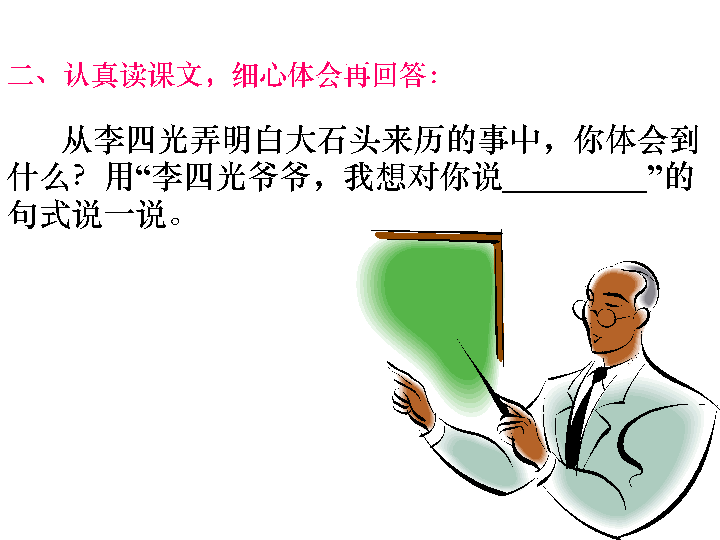 二、认真读课文，细心体会再回答：
从李四光弄明白大石头来历的事中，你体会到
什么？用“李四光爷爷，我想对你说__________”的
句式说一说。